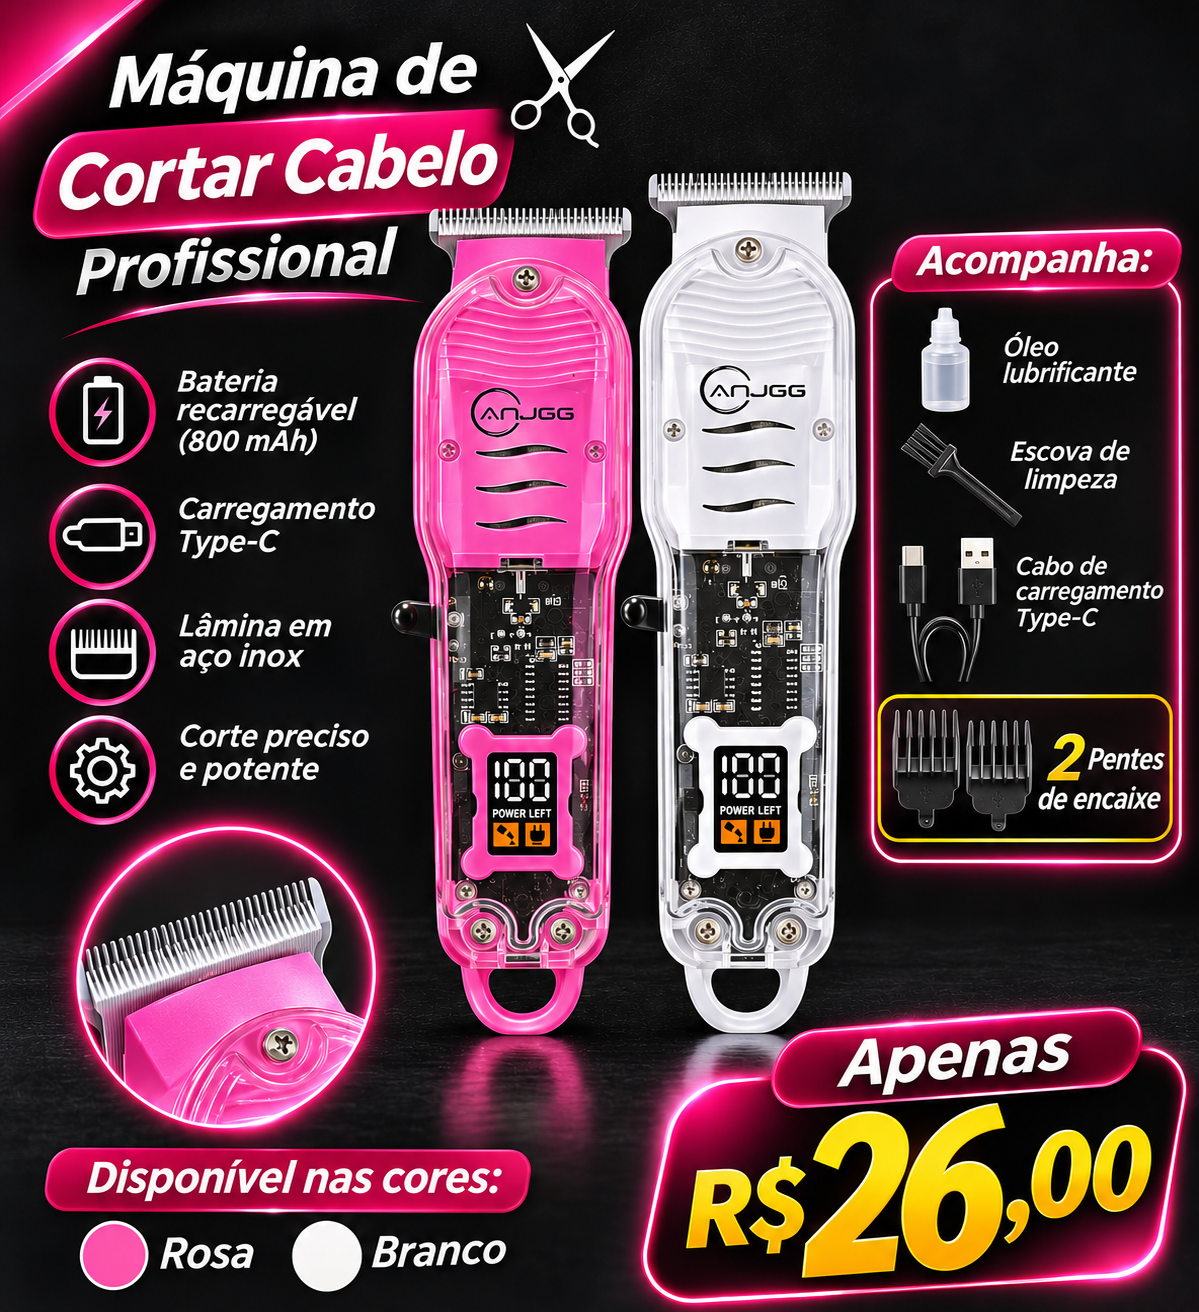 Máquina de
Cortar Cabelo
Profissional
Bateria
recarregável
(800 mAh)
Carregamento
Type-C
Lâmina em
aço inox
Corte preciso
e potente
ANJGG
ANJGG
100
POWER LEFT
100
POWER LEFT
Acompanha:
Óleo
lubrificante
Escova de
limpeza
Cabo de
carregamento
Type-C
2 Pentes
de encaixe
Disponível nas cores:
Rosa
Branco
Apenas
R$26,00